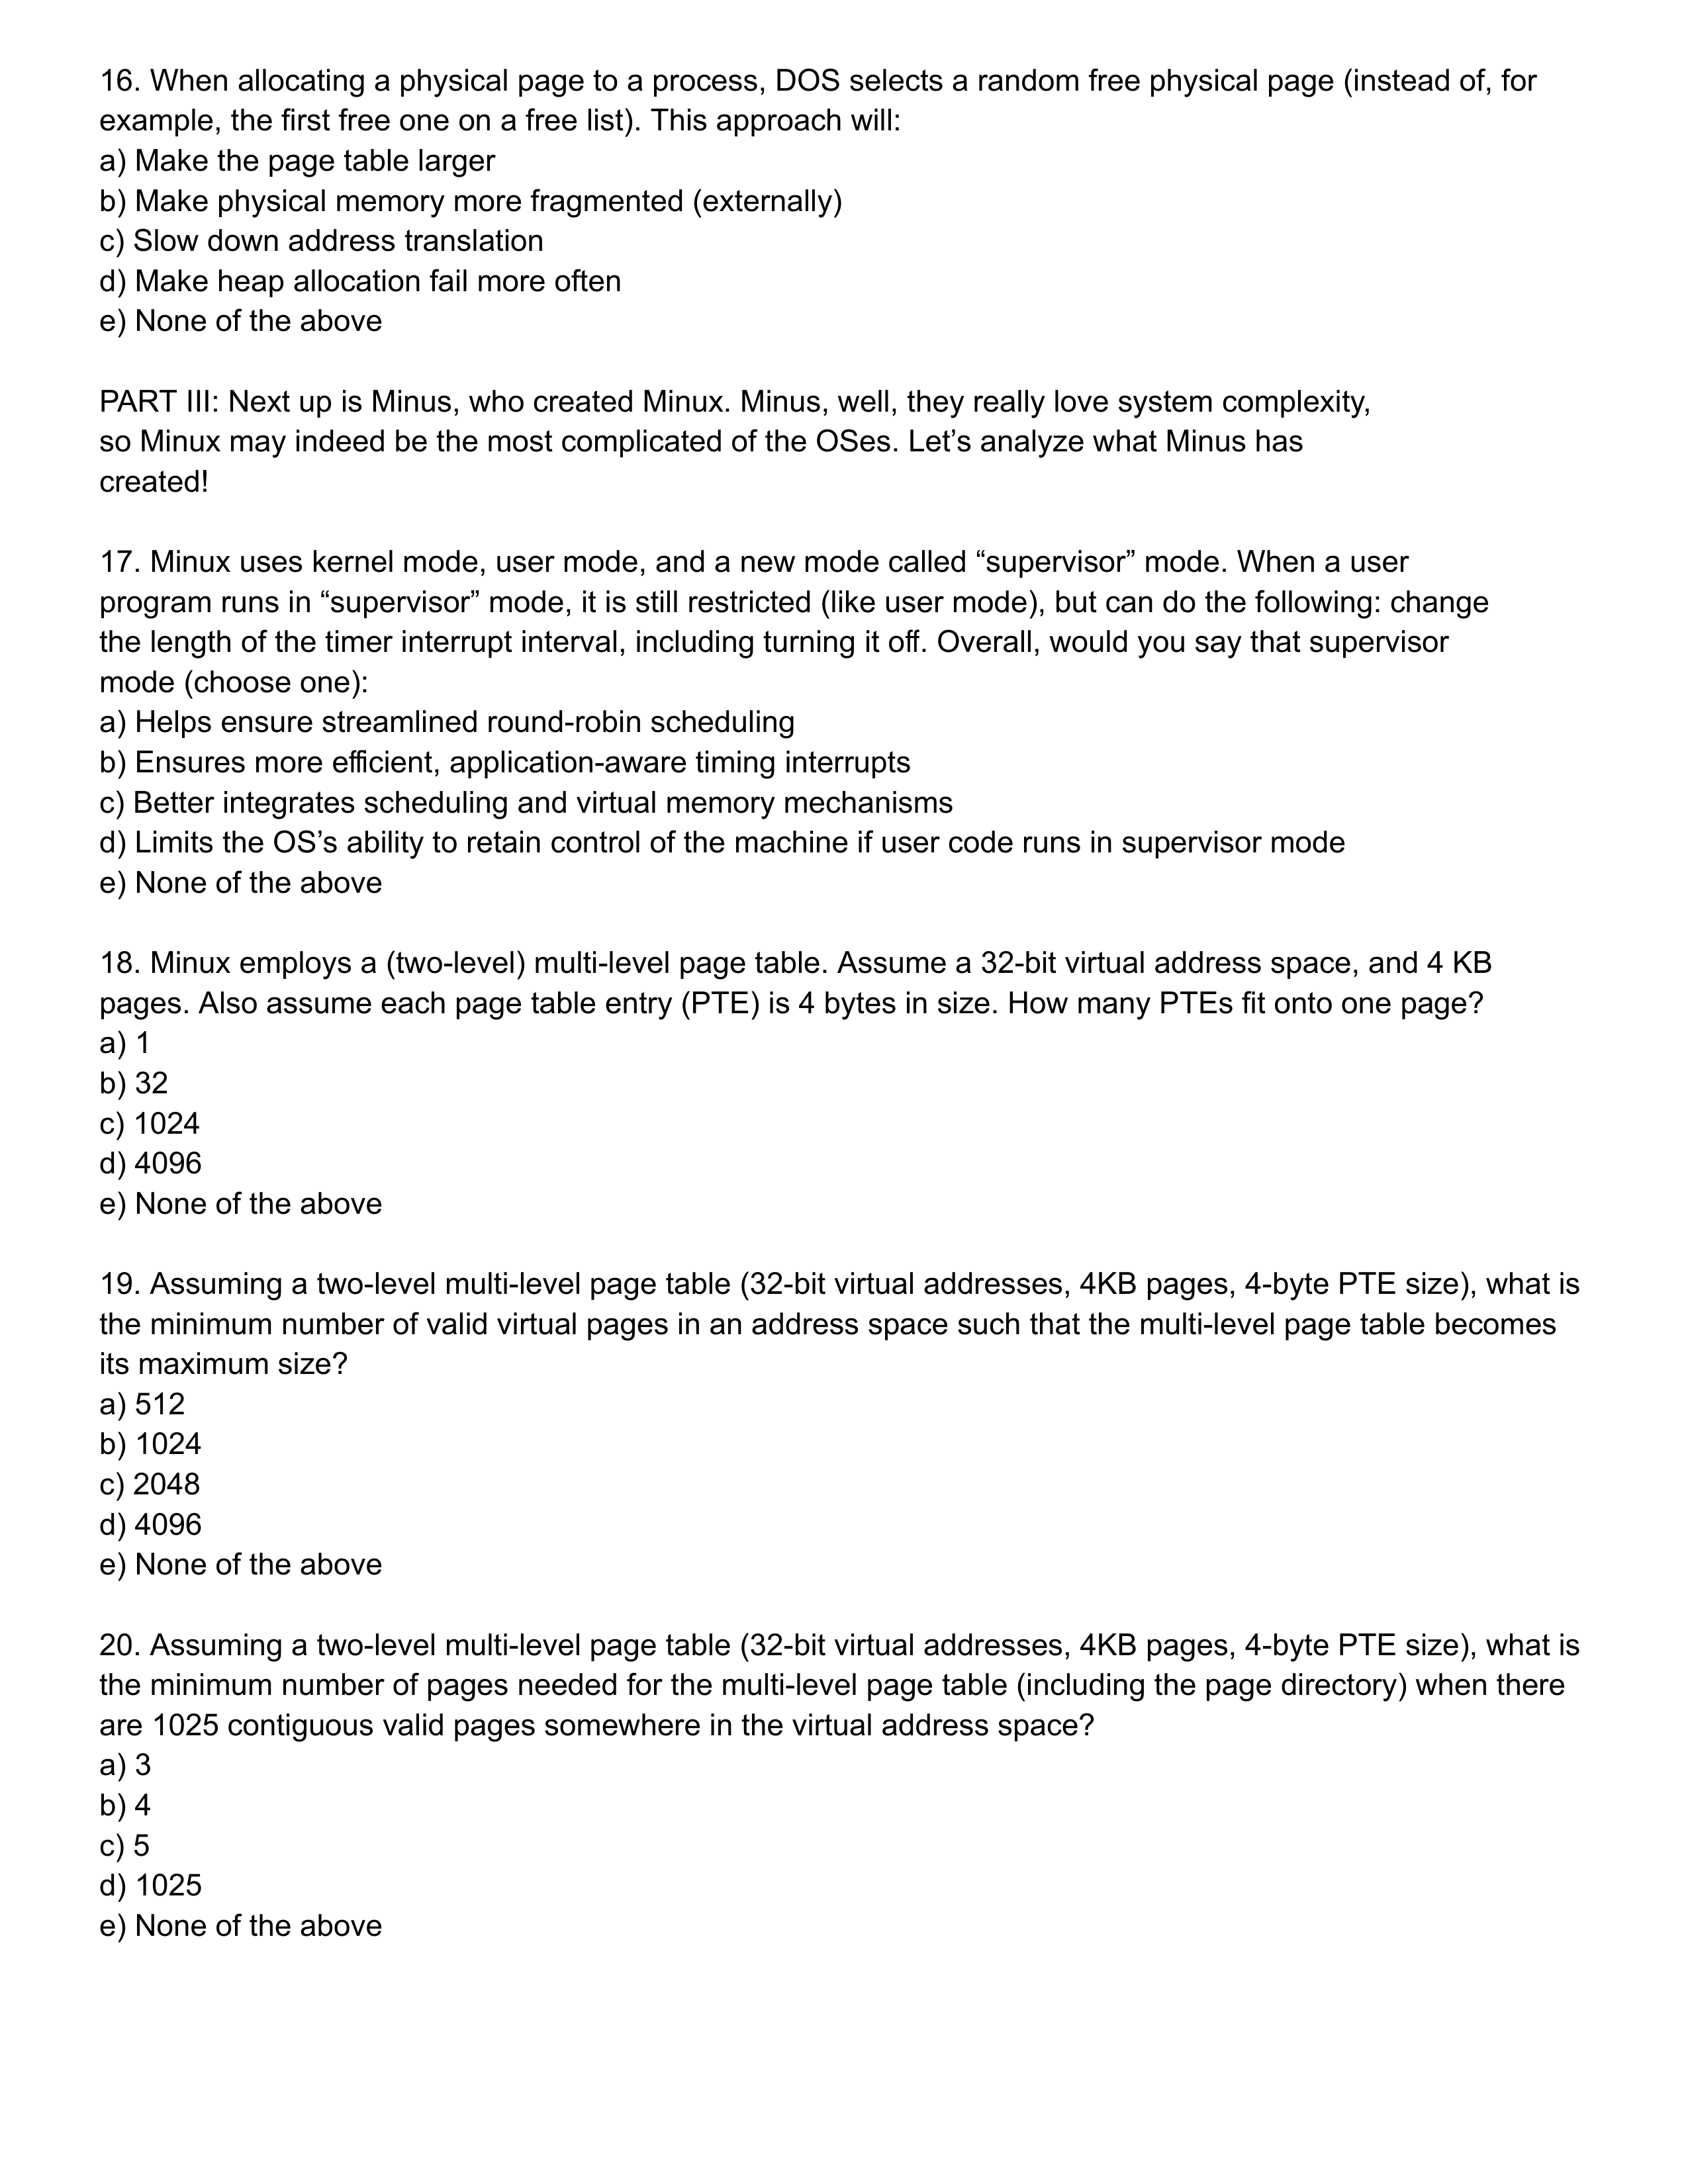 16. When allocating a physical page to a process, DOS selects a random free physical page (instead of, for
example, the first free one on a free list). This approach will:
a) Make the page table larger
b) Make physical memory more fragmented (externally)
c) Slow down address translation
d) Make heap allocation fail more often
e) None of the above
PART III: Next up is Minus, who created Minux. Minus, well, they really love system complexity,
so Minux may indeed be the most complicated of the OSes. Let’s analyze what Minus has
created!
17. Minux uses kernel mode, user mode, and a new mode called “supervisor” mode. When a user
program runs in “supervisor” mode, it is still restricted (like user mode), but can do the following: change
the length of the timer interrupt interval, including turning it off. Overall, would you say that supervisor
mode (choose one):
a) Helps ensure streamlined round-robin scheduling
b) Ensures more efficient, application-aware timing interrupts
c) Better integrates scheduling and virtual memory mechanisms
d) Limits the OS’s ability to retain control of the machine if user code runs in supervisor mode
e) None of the above
18. Minux employs a (two-level) multi-level page table. Assume a 32-bit virtual address space, and 4 KB
pages. Also assume each page table entry (PTE) is 4 bytes in size. How many PTEs fit onto one page?
a) 1
b) 32
c) 1024
d) 4096
e) None of the above
19. Assuming a two-level multi-level page table (32-bit virtual addresses, 4KB pages, 4-byte PTE size), what is
the minimum number of valid virtual pages in an address space such that the multi-level page table becomes
its maximum size?
a) 512
b) 1024
c) 2048
d) 4096
e) None of the above
20. Assuming a two-level multi-level page table (32-bit virtual addresses, 4KB pages, 4-byte PTE size), what is
the minimum number of pages needed for the multi-level page table (including the page directory) when there
are 1025 contiguous valid pages somewhere in the virtual address space?
a) 3
b) 4
c) 5
d) 1025
e) None of the above